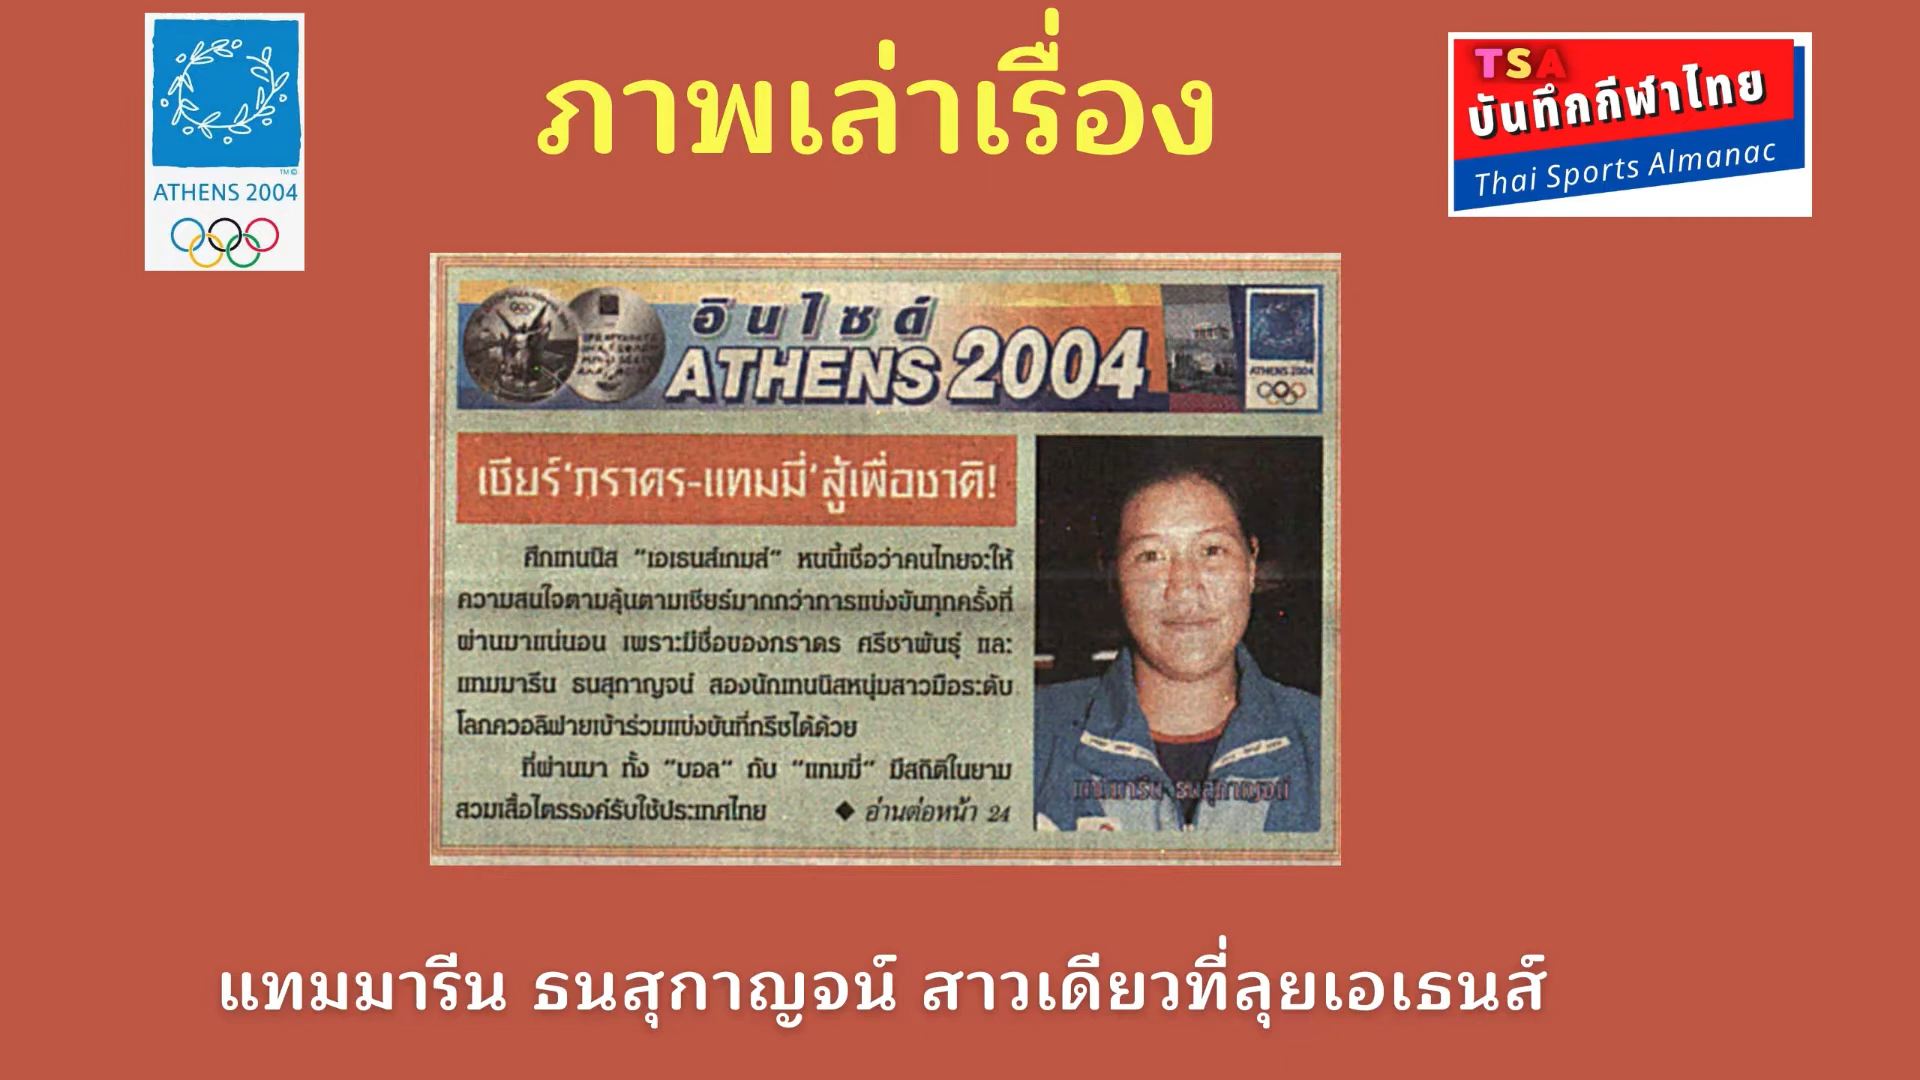 ภาพเล่าเรื่อง
ATHENS 2004
TSA
บันทึกกีฬาไทย
Thai Sports Almanac
อินไซด์
ATHENS 2004
ATHENS 2004
เชียร์‘ภราดร-แทมมี่’สู้เพื่อชาติ!
ศึกเทนนิส “เอเธนส์เกมส์” หนนี้เชื่อว่าคนไทยจะให้
ความสนใจตามลุ้นตามเชียร์มากกว่าการแข่งขันทุกครั้งที่
ผ่านมาแน่นอน เพราะมีชื่อของภราดร ศรีชาพันธุ์ และ
แทมมารีน ธนสุกาญจน์ สองนักเทนนิสหนุ่มสาวมือระดับ
โลกควอลิฟายเข้าร่วมแข่งขันที่กรีซได้ด้วย
ที่ผ่านมา ทั้ง “บอล” กับ “แทมมี่” มีสถิติในยาม
สวมเสื้อไตรรงค์รับใช้ประเทศไทย ◆ อ่านต่อหน้า 24
แทมมารีน ธนสุกาญจน์
แทมมารีน ธนสุกาญจน์ สาวเดียวที่ลุยเอเธนส์